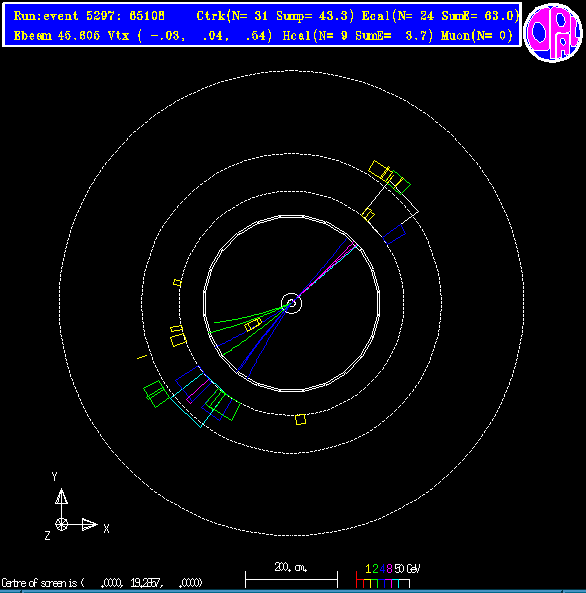 Run:event 5297: 65108 Ctrk(N= 31 Sump= 43.3) Ecal(N= 24 SumE= 63.0)
Ebeam 45.605 Vtx ( -.03, .04, .54) Hcal(N= 9 SumE= 3.7) Muon(N= 0)
OPAL
Y
X
Z
200. cm.
1 2 4 8 50 GeV
Centre of screen is ( .0000, 19.2857, .0000)